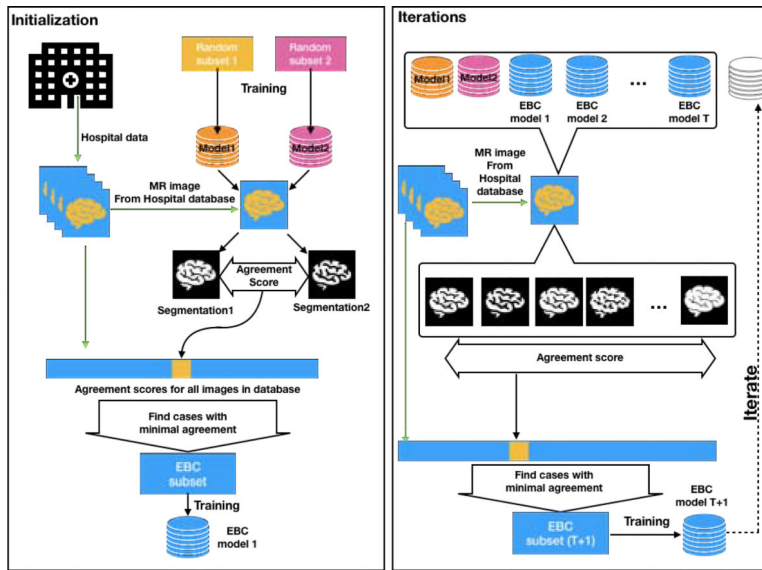 Initialization
Random
subset 1
Random
subset 2
Training
Hospital data
Model1
Model2
MR image
From Hospital database
Agreement
Score
Segmentation1
Segmentation2
Agreement scores for all images in database
Find cases with
minimal agreement
EBC
subset
Training
EBC
model 1
Iterations
Model1
Model2
EBC
model 1
EBC
model 2
...
EBC
model T
MR image
From Hospital
database
...
Agreement score
Iterate
Find cases with
minimal agreement
EBC
subset (T+1)
Training
EBC
model T+1